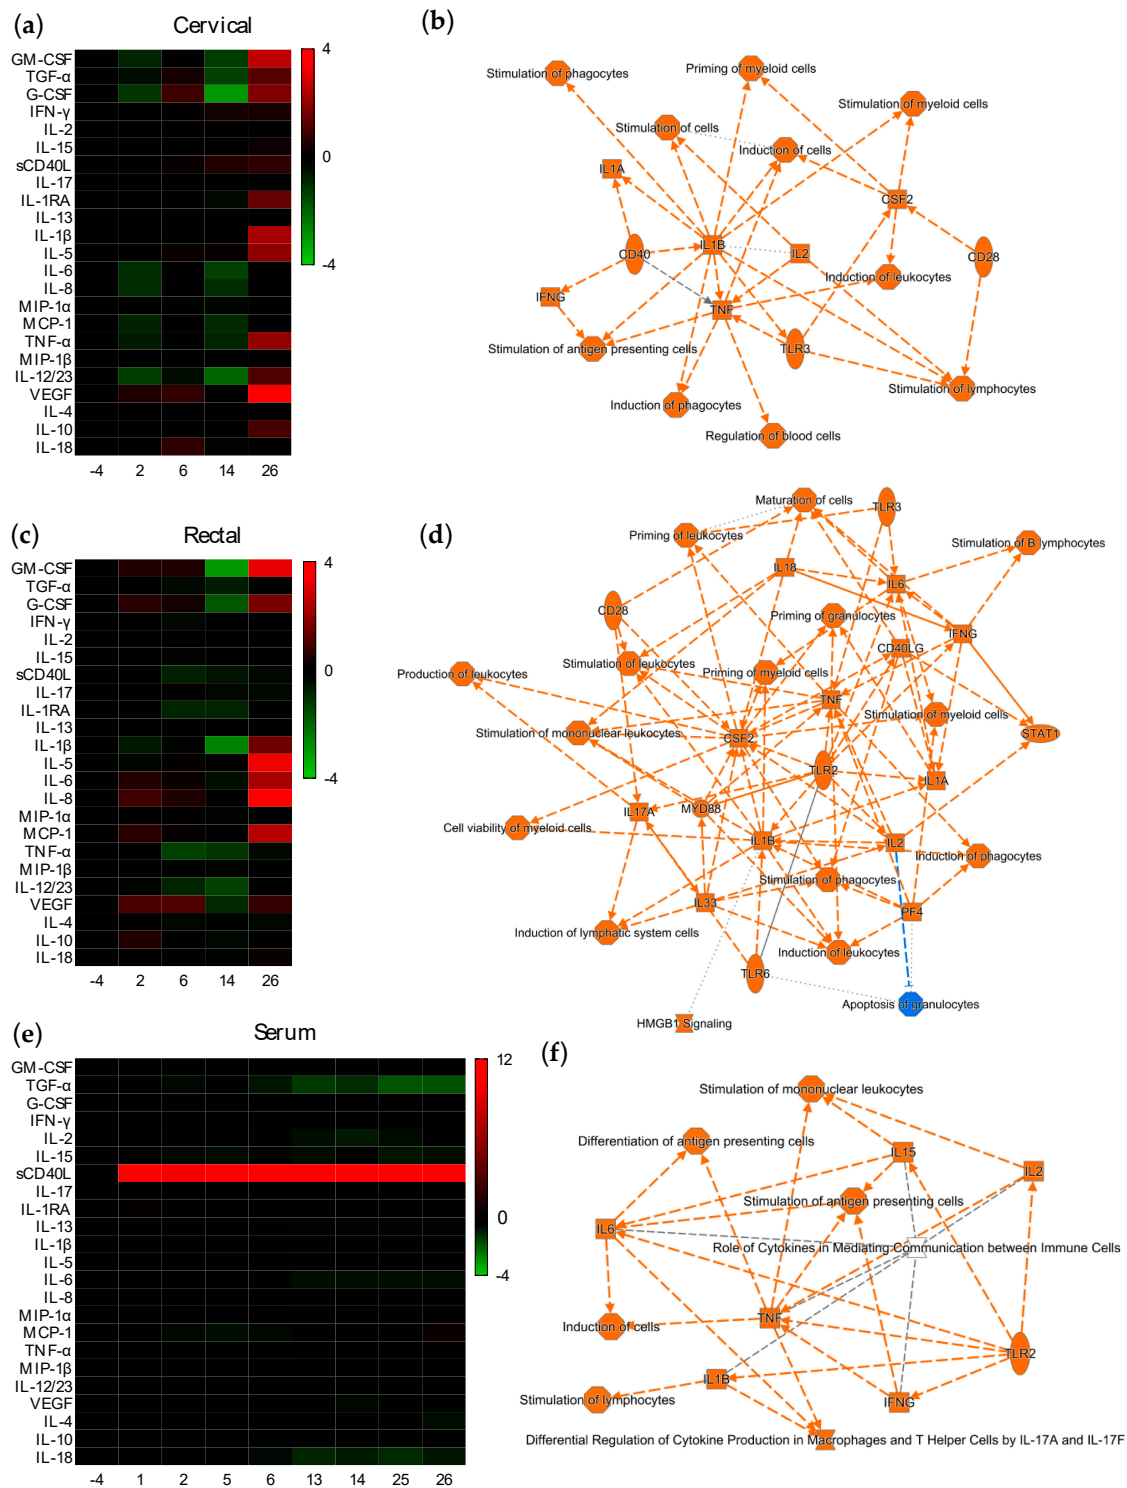 (a)
Cervical
GM-CSF
TGF-α
G-CSF
IFN-γ
IL-2
IL-15
sCD40L
IL-17
IL-1RA
IL-13
IL-1β
IL-5
IL-6
IL-8
MIP-1α
MCP-1
TNF-α
MIP-1β
IL-12/23
VEGF
IL-4
IL-10
IL-18
-4 2 6 14 26
4
0
-4
(b)
Stimulation of phagocytes
Priming of myeloid cells
Stimulation of myeloid cells
Stimulation of cells
Induction of cells
IL1A
CSF2
IL1B
IL2
CD40
CD28
Induction of leukocytes
IFNG
TNF
Stimulation of antigen presenting cells
TLR3
Stimulation of lymphocytes
Induction of phagocytes
Regulation of blood cells
(c)
Rectal
GM-CSF
TGF-α
G-CSF
IFN-γ
IL-2
IL-15
sCD40L
IL-17
IL-1RA
IL-13
IL-1β
IL-5
IL-6
IL-8
MIP-1α
MCP-1
TNF-α
MIP-1β
IL-12/23
VEGF
IL-4
IL-10
IL-18
-4 2 6 14 26
4
0
-4
(d)
Maturation of cells
TLR3
Priming of leukocytes
Stimulation of B lymphocytes
IL18
IL6
CD28
Priming of granulocytes
IFNG
CD40LG
Stimulation of leukocytes
Production of leukocytes
Priming of myeloid cells
TNF
Stimulation of myeloid cells
Stimulation of mononuclear leukocytes
CSF2
STAT1
TLR2
IL1A
IL17A
MYD88
Cell viability of myeloid cells
IL1B
IL2
Induction of phagocytes
Stimulation of phagocytes
IL33
PF4
Induction of lymphatic system cells
Induction of leukocytes
TLR6
Apoptosis of granulocytes
HMGB1 Signaling
(e)
Serum
GM-CSF
TGF-α
G-CSF
IFN-γ
IL-2
IL-15
sCD40L
IL-17
IL-1RA
IL-13
IL-1β
IL-5
IL-6
IL-8
MIP-1α
MCP-1
TNF-α
MIP-1β
IL-12/23
VEGF
IL-4
IL-10
IL-18
-4 1 2 5 6 13 14 25 26
12
0
-4
(f)
Stimulation of mononuclear leukocytes
Differentiation of antigen presenting cells
IL15
IL2
Stimulation of antigen presenting cells
IL6
Role of Cytokines in Mediating Communication between Immune Cells
TNF
Induction of cells
TLR2
IL1B
Stimulation of lymphocytes
IFNG
Differential Regulation of Cytokine Production in Macrophages and T Helper Cells by IL-17A and IL-17F